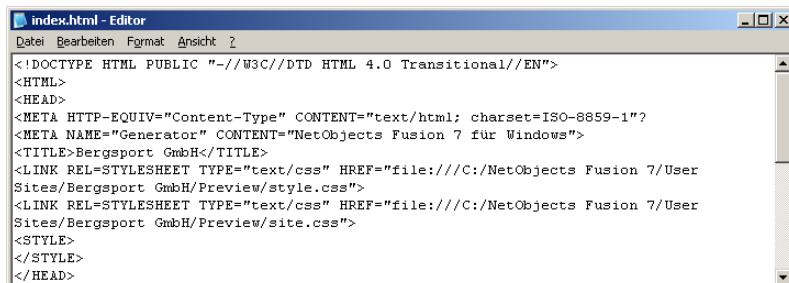 index.html - Editor
Datei Bearbeiten Format Ansicht ?
<!DOCTYPE HTML PUBLIC "-//W3C//DTD HTML 4.0 Transitional//EN">
<HTML>
<HEAD>
<META HTTP-EQUIV="Content-Type" CONTENT="text/html; charset=ISO-8859-1"?
<META NAME="Generator" CONTENT="NetObjects Fusion 7 für Windows">
<TITLE>Bergsport GmbH</TITLE>
<LINK REL=STYLESHEET TYPE="text/css" HREF="file:///C:/NetObjects Fusion 7/User
Sites/Bergsport GmbH/Preview/style.css">
<LINK REL=STYLESHEET TYPE="text/css" HREF="file:///C:/NetObjects Fusion 7/User
Sites/Bergsport GmbH/Preview/site.css">
<STYLE>
</STYLE>
</HEAD>